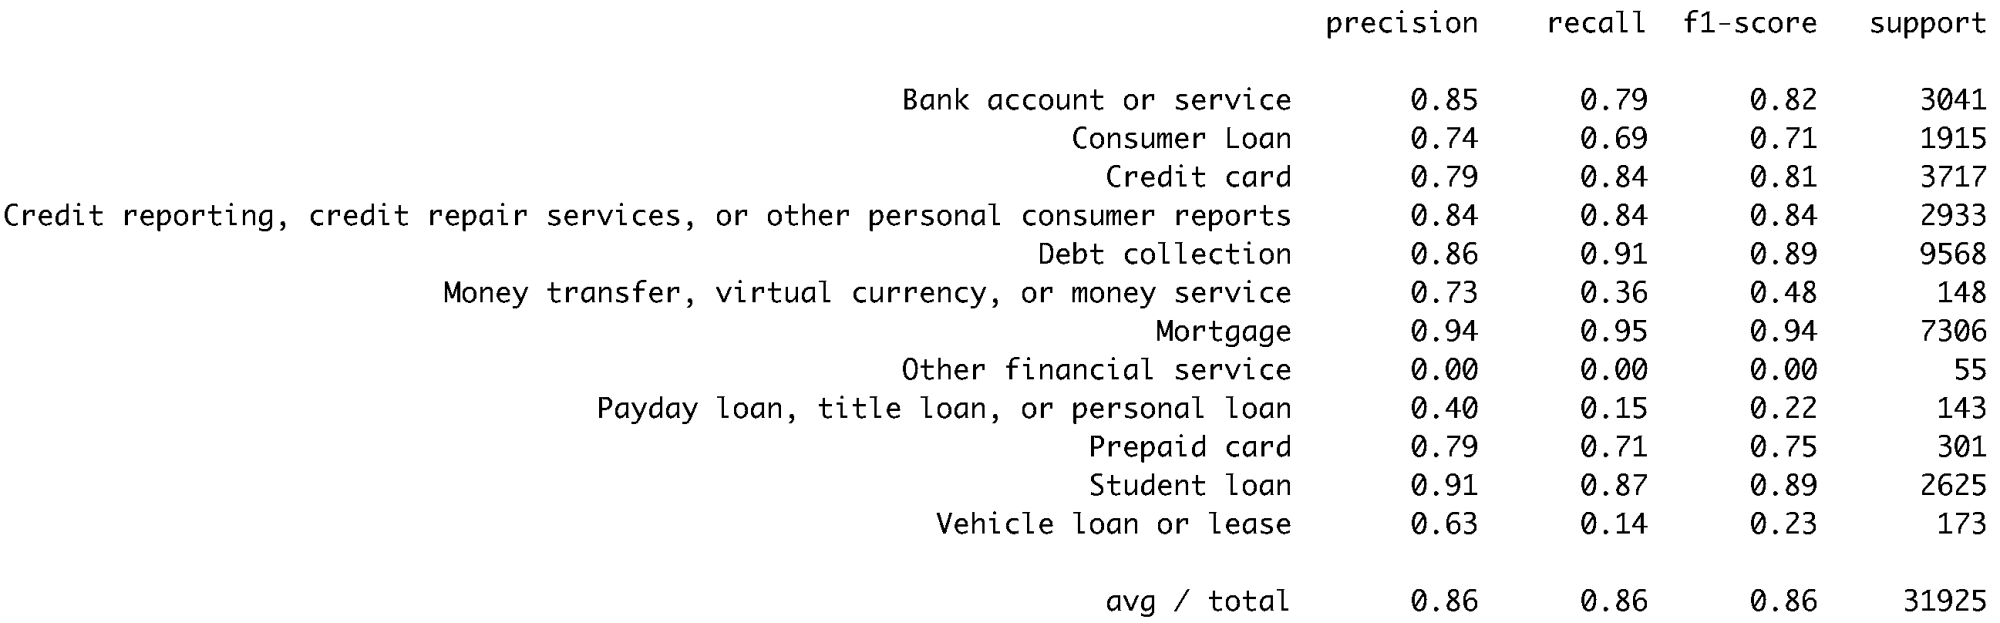 precision recall f1-score support
Bank account or service 0.85 0.79 0.82 3041
Consumer Loan 0.74 0.69 0.71 1915
Credit card 0.79 0.84 0.81 3717
Credit reporting, credit repair services, or other personal consumer reports 0.84 0.84 0.84 2933
Debt collection 0.86 0.91 0.89 9568
Money transfer, virtual currency, or money service 0.73 0.36 0.48 148
Mortgage 0.94 0.95 0.94 7306
Other financial service 0.00 0.00 0.00 55
Payday loan, title loan, or personal loan 0.40 0.15 0.22 143
Prepaid card 0.79 0.71 0.75 301
Student loan 0.91 0.87 0.89 2625
Vehicle loan or lease 0.63 0.14 0.23 173
avg / total 0.86 0.86 0.86 31925